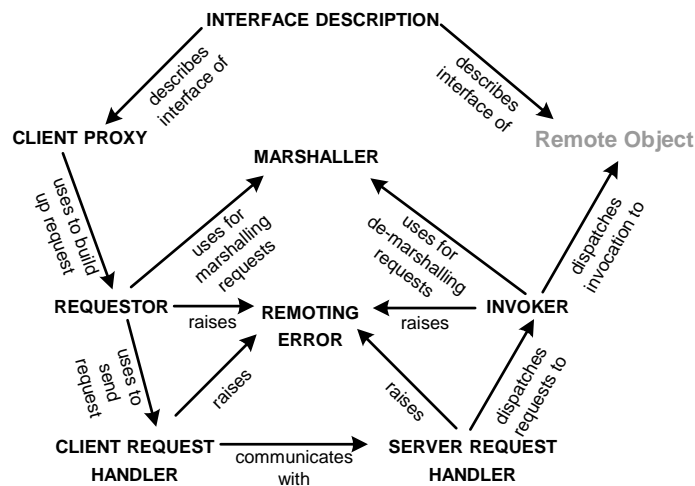 INTERFACE DESCRIPTION
describes
interface of
describes
interface of
CLIENT PROXY
Remote Object
MARSHALLER
uses to build
up request
uses for
marshalling
requests
uses for
de-marshalling
requests
dispatches
invocation to
REQUESTOR
raises
REMOTING
ERROR
raises
INVOKER
uses to
send
request
raises
raises
dispatches
requests to
CLIENT REQUEST
HANDLER
communicates
with
SERVER REQUEST
HANDLER